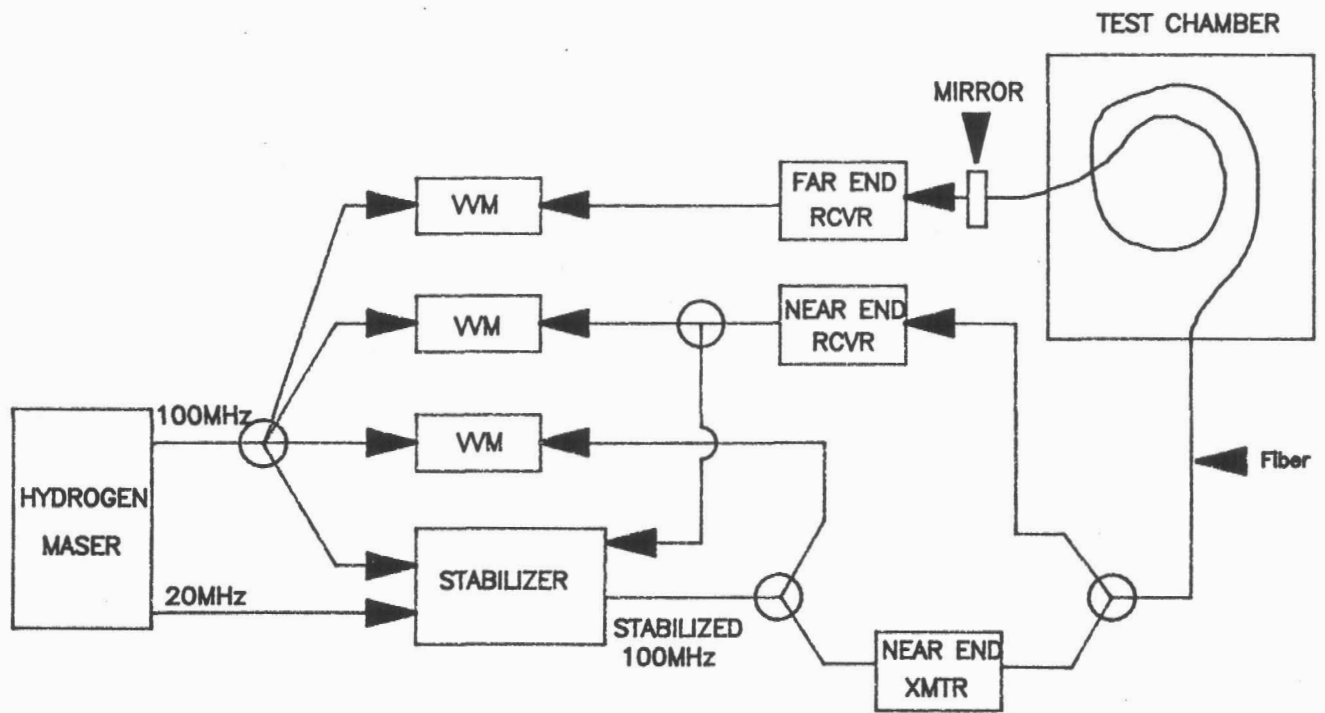 TEST CHAMBER
MIRROR
FAR END
RCVR
VVM
NEAR END
RCVR
VVM
100MHz
VVM
Fiber
HYDROGEN
MASER
STABILIZER
20MHz
STABILIZED
100MHz
NEAR END
XMTR